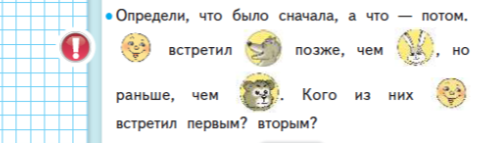 • Определи, что было сначала, а что — потом.
! встретил позже, чем , но
раньше, чем . Кого из них
встретил первым? вторым?